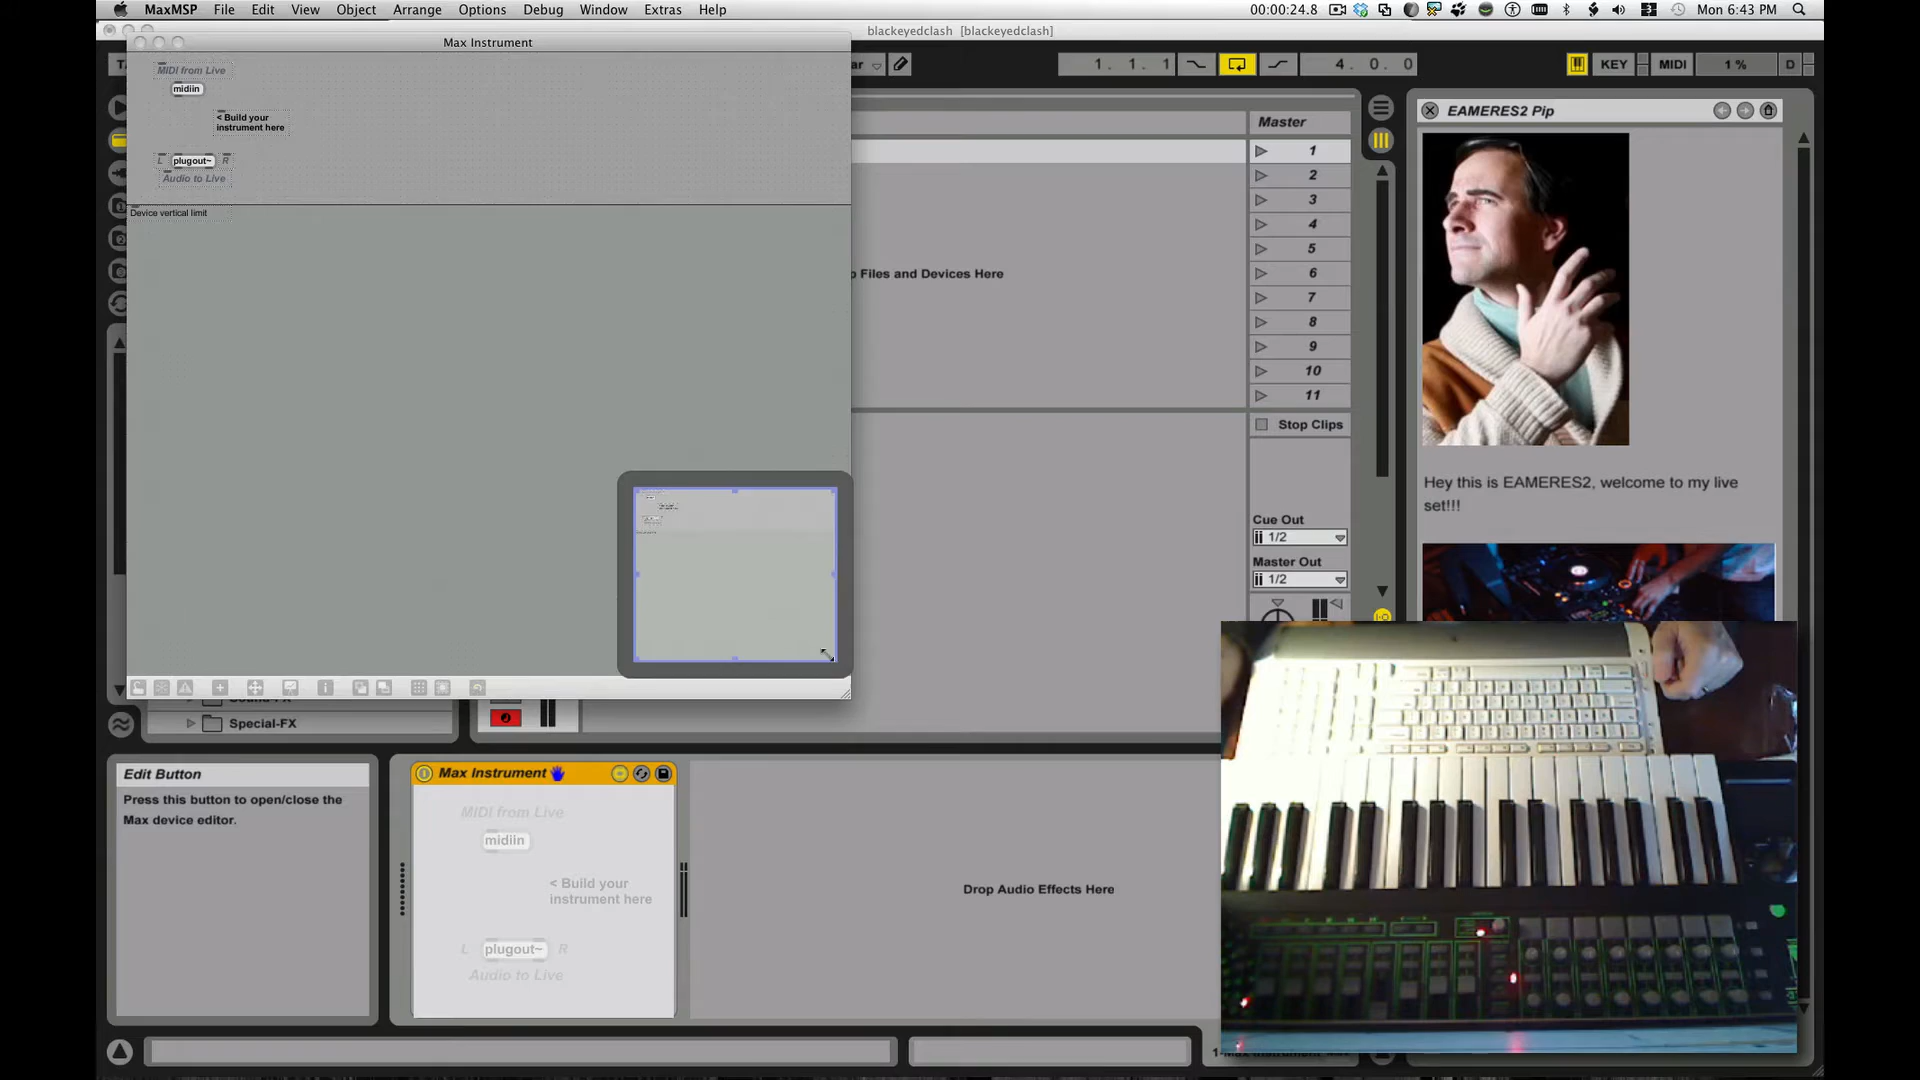 MaxMSP File Edit View Object Arrange Options Debug Window Extras Help
00:00:24.8
Mon 6:43 PM
blackeyedclash [blackeyedclash]
Max Instrument
MIDI from Live
midiin
< Build your
instrument here
L plugout~ R
Audio to Live
Device vertical limit
1. 1. 1
4. 0. 0
KEY
MIDI
1 %
D
Master
1
2
3
4
5
6
7
8
9
10
11
Files and Devices Here
Stop Clips
Cue Out
1/2
Master Out
1/2
EAMERES2 Pip
Hey this is EAMERES2, welcome to my live
set!!!
Special-FX
Edit Button
Press this button to open/close the
Max device editor.
Max Instrument
MIDI from Live
midiin
< Build your
instrument here
L plugout~ R
Audio to Live
Drop Audio Effects Here